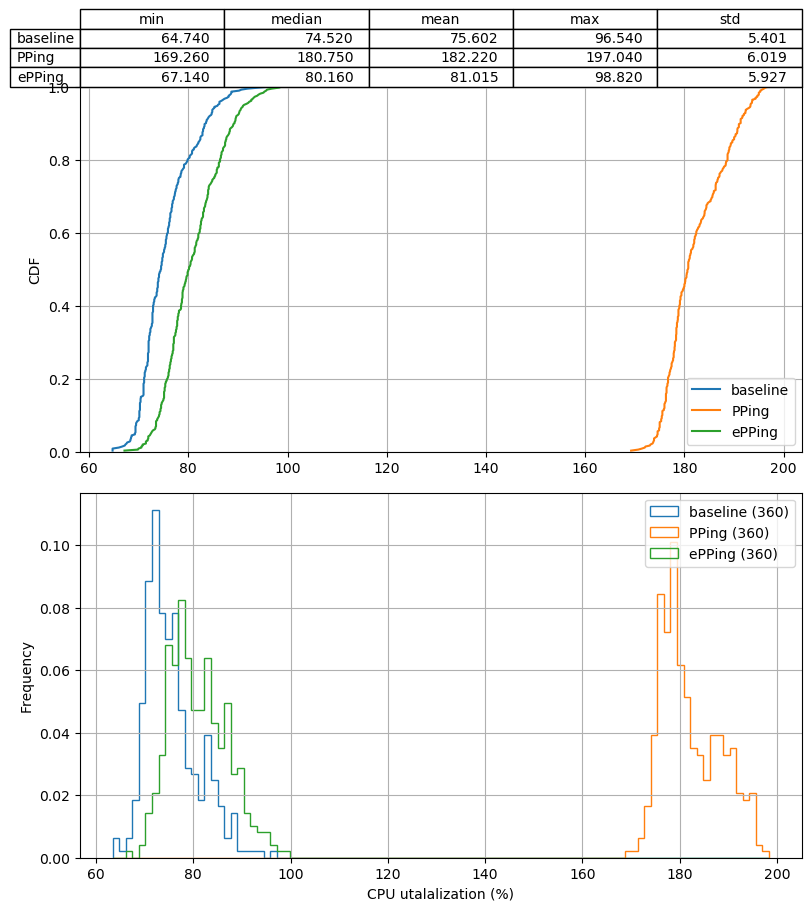 min median mean max std
baseline 64.740 74.520 75.602 96.540 5.401
PPing 169.260 180.750 182.220 197.040 6.019
ePPing 67.140 80.160 81.015 98.820 5.927
1.0
0.8
0.6
0.4
0.2
0.0
CDF
baseline
PPing
ePPing
60 80 100 120 140 160 180 200
0.10
0.08
0.06
0.04
0.02
0.00
Frequency
baseline (360)
PPing (360)
ePPing (360)
60 80 100 120 140 160 180 200
CPU utalalization (%)